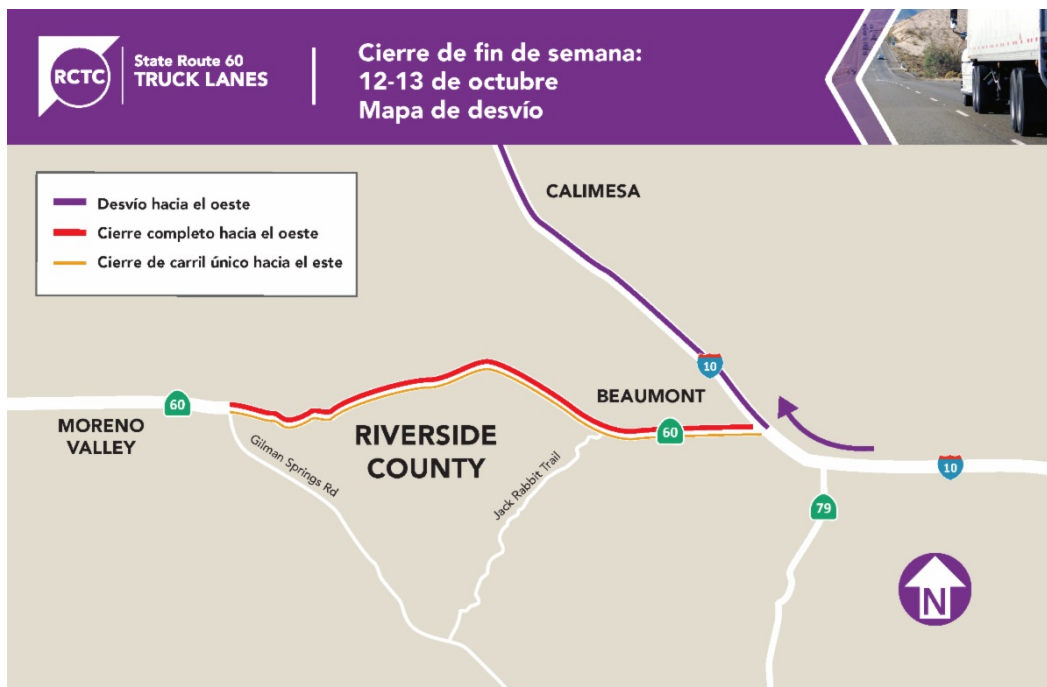 RCTC
State Route 60
TRUCK LANES
Cierre de fin de semana:
12-13 de octubre
Mapa de desvío
Desvío hacia el oeste
Cierre completo hacia el oeste
Cierre de carril único hacia el este
CALIMESA
10
BEAUMONT
60
MORENO
VALLEY
RIVERSIDE
COUNTY
60
Gilman Springs Rd
Jack Rabbit Trail
10
79
N